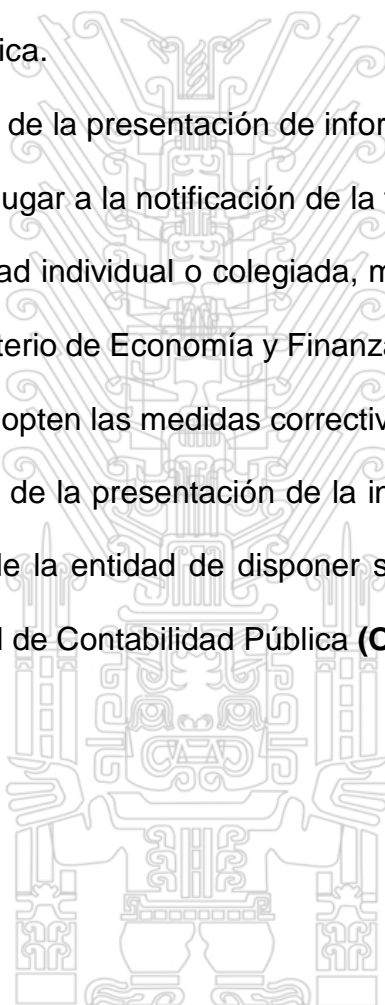 ica.
de la presentación de infor
ugar a la notificación de la
ad individual o colegiada, m
terio de Economía y Finanza
opten las medidas correctiv
de la presentación de la in
le la entidad de disponer s
l de Contabilidad Pública (C